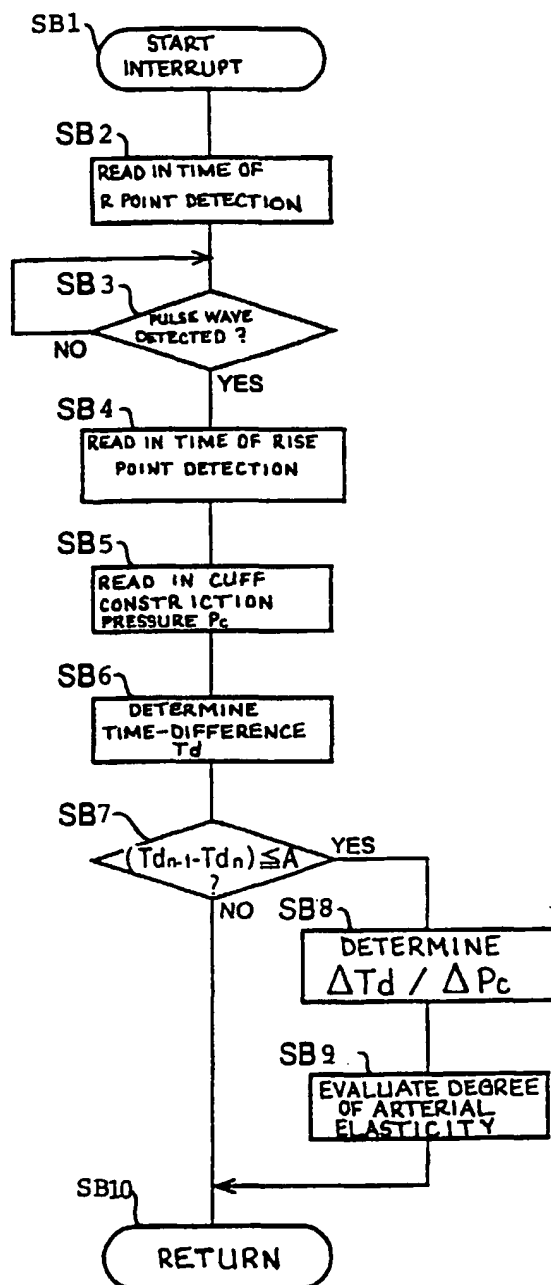 SB1
START
INTERRUPT
SB2
READ IN TIME OF
R POINT DETECTION
SB3
PULSE WAVE
DETECTED ?
NO
YES
SB4
READ IN TIME OF RISE
POINT DETECTION
SB5
READ IN CUFF
CONSTRICTION
PRESSURE Pc
SB6
DETERMINE
TIME-DIFFERENCE
Td
SB7
(Tdn-1-Tdn)≦A
?
YES
NO
SB8
DETERMINE
ΔTd / ΔPc
SB9
EVALUATE DEGREE
OF ARTERIAL
ELASTICITY
SB10
RETURN